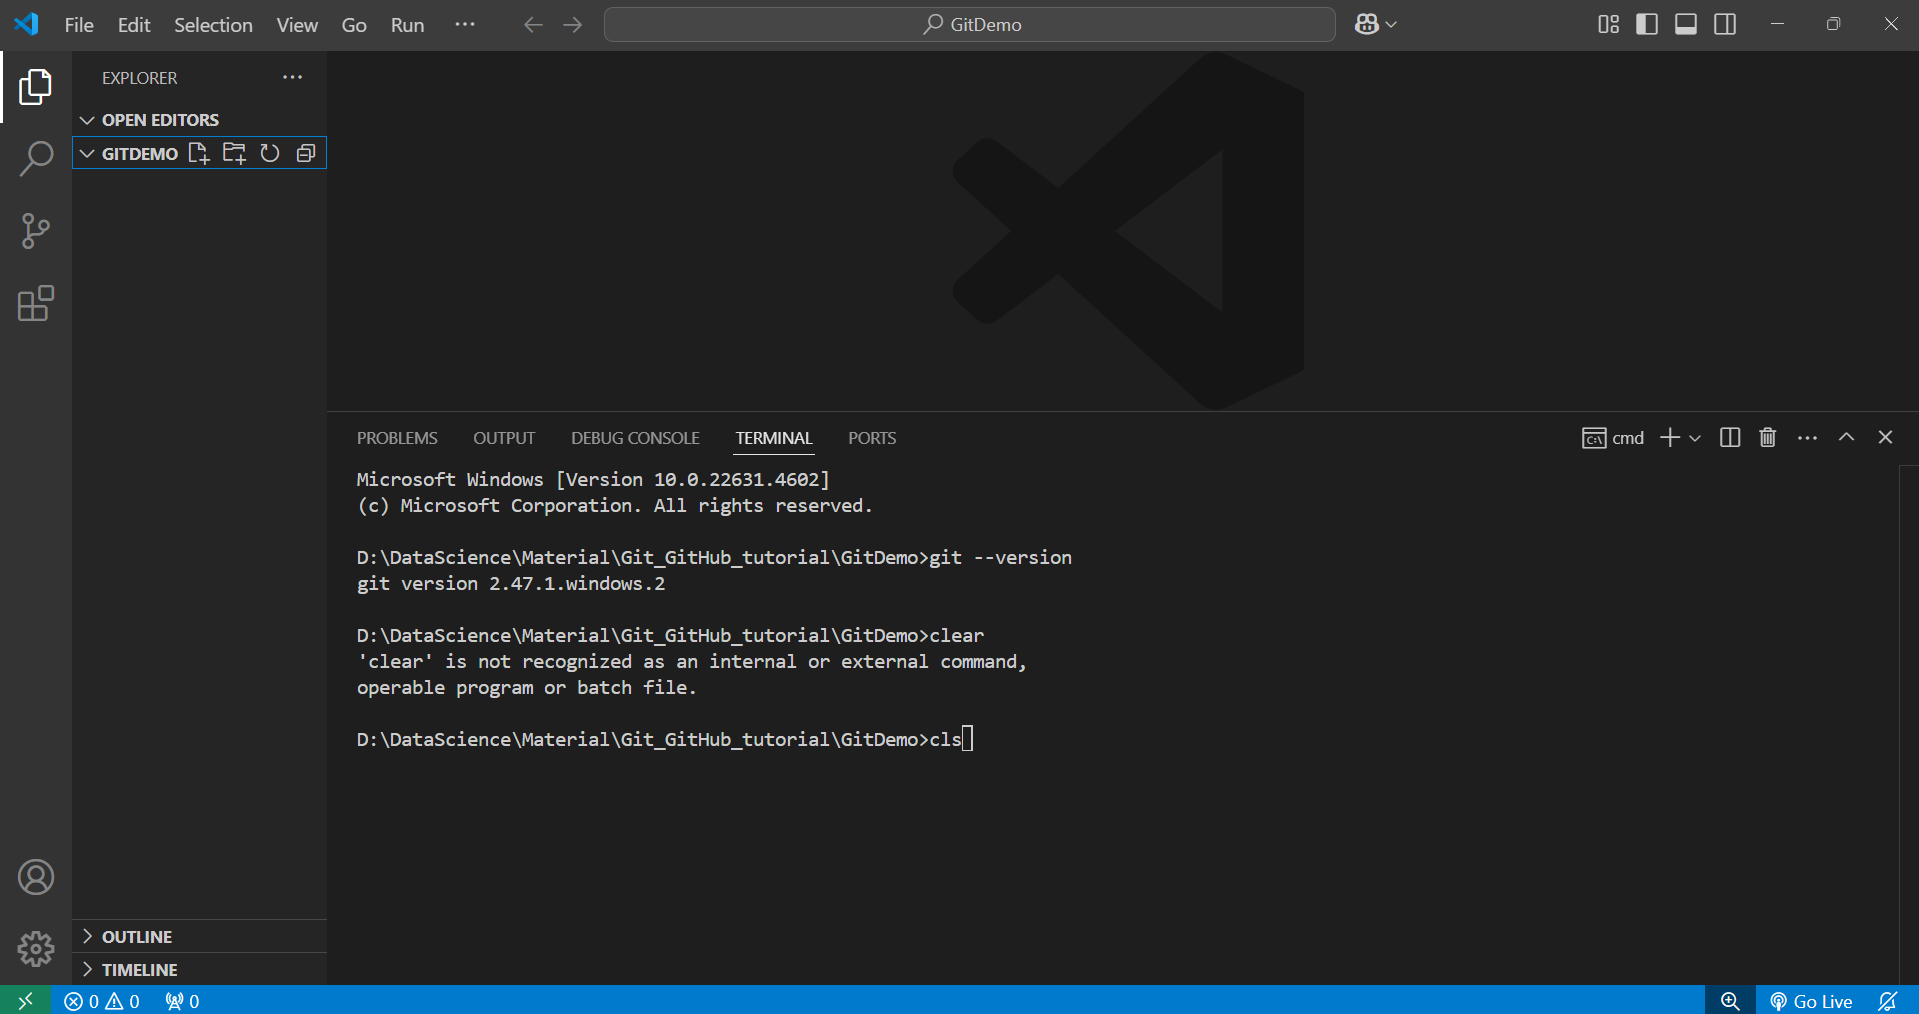 File Edit Selection View Go Run ··· GitDemo
EXPLORER ···
OPEN EDITORS
GITDEMO
PROBLEMS OUTPUT DEBUG CONSOLE TERMINAL PORTS cmd
Microsoft Windows [Version 10.0.22631.4602]
(c) Microsoft Corporation. All rights reserved.
D:\DataScience\Material\Git_GitHub_tutorial\GitDemo>git --version
git version 2.47.1.windows.2
D:\DataScience\Material\Git_GitHub_tutorial\GitDemo>clear
'clear' is not recognized as an internal or external command,
operable program or batch file.
D:\DataScience\Material\Git_GitHub_tutorial\GitDemo>cls
OUTLINE
TIMELINE
0 0 0 Go Live